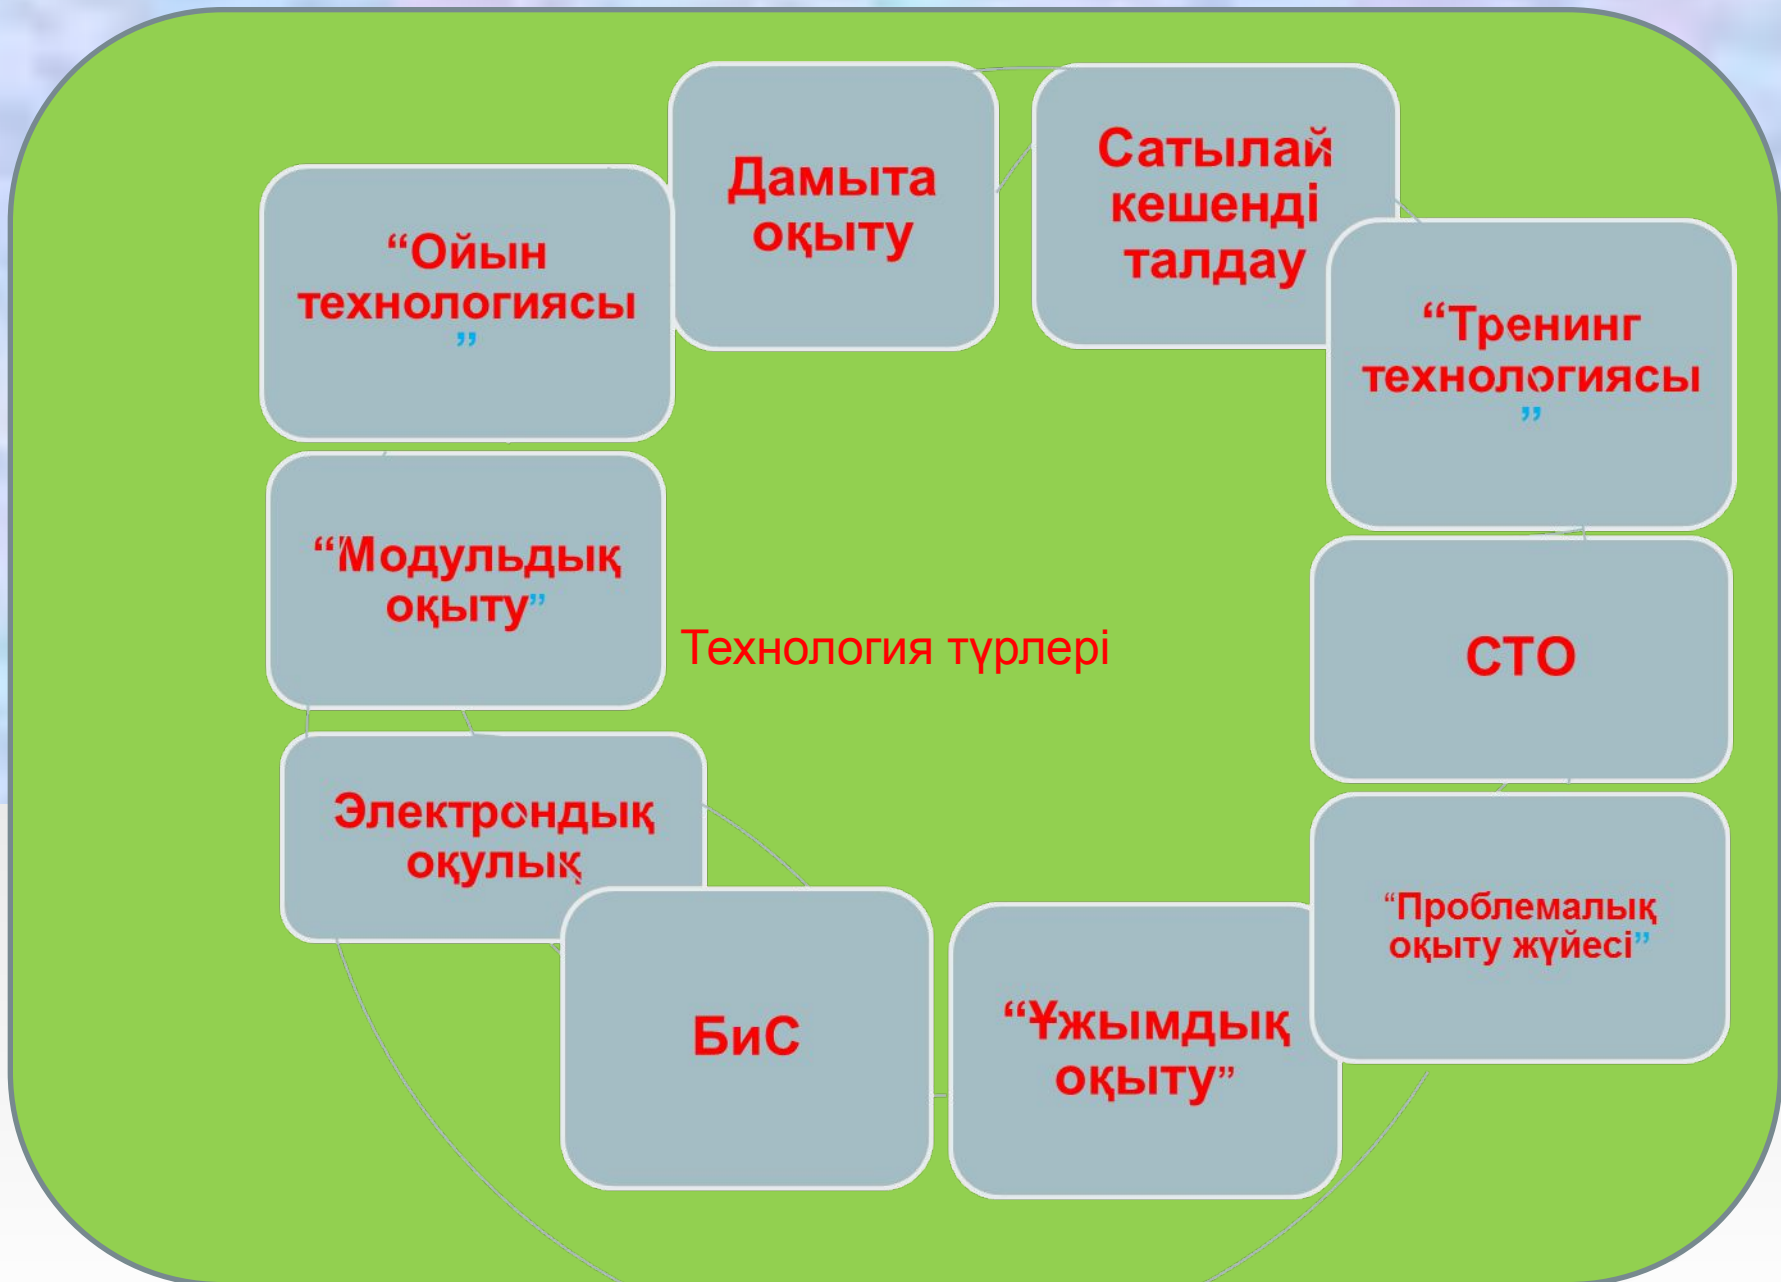 Дамыта
оқыту
Сатылай
кешенді
талдау
“Тренинг
технологиясы
”
СТО
“Проблемалық
оқыту жүйесі”
“Ұжымдық
оқыту”
БиС
Электрондық
оқулық
“Модульдық
оқыту”
“Ойын
технологиясы
”
Технология түрлері